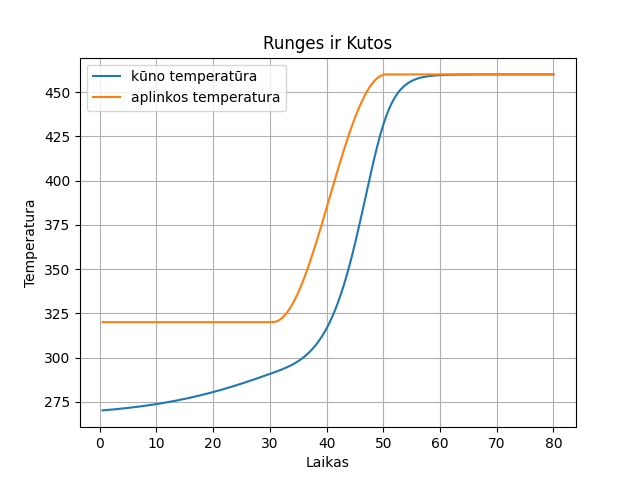 Runges ir Kutos
kūno temperatūra
aplinkos temperatura
Temperatura
450
425
400
375
350
325
300
275
0 10 20 30 40 50 60 70 80
Laikas